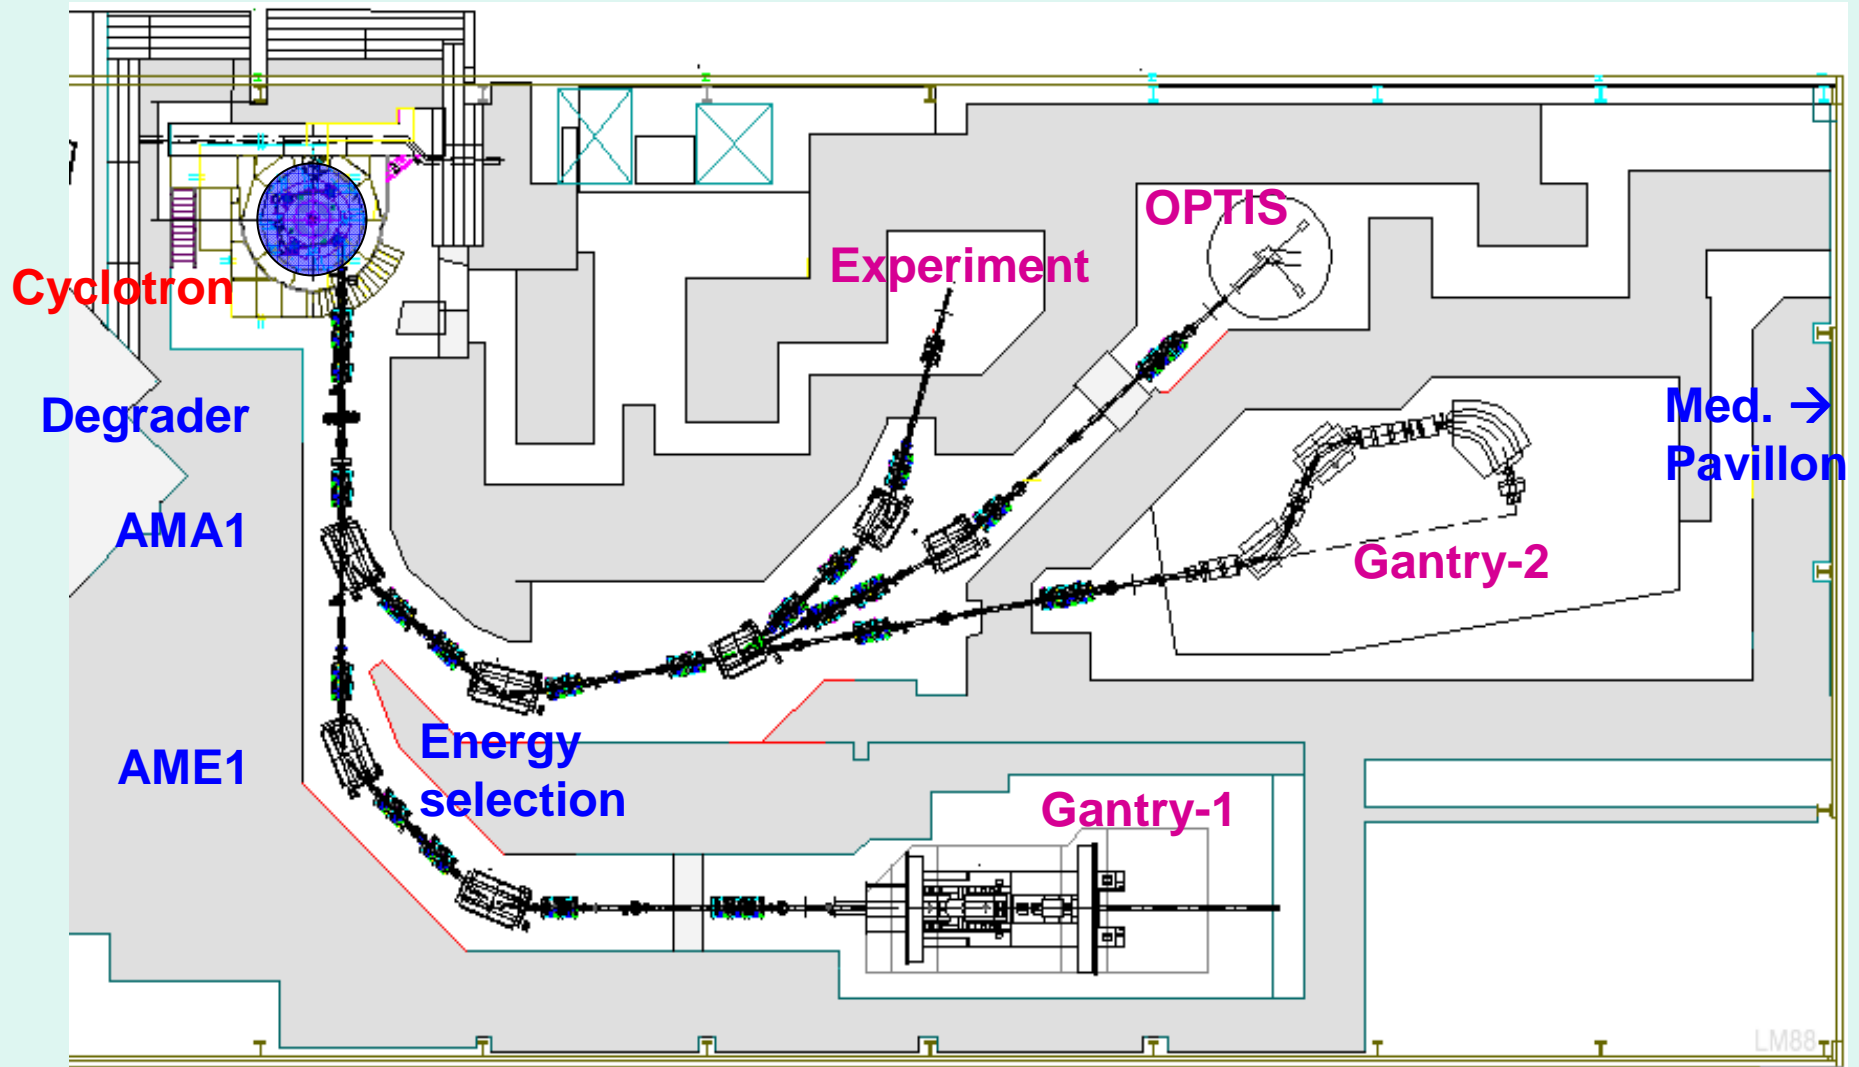 OPTIS
Experiment
Cyclotron
Degrader
Med. →
Pavillon
AMA1
Gantry-2
Energy
selection
AME1
Gantry-1
LM88